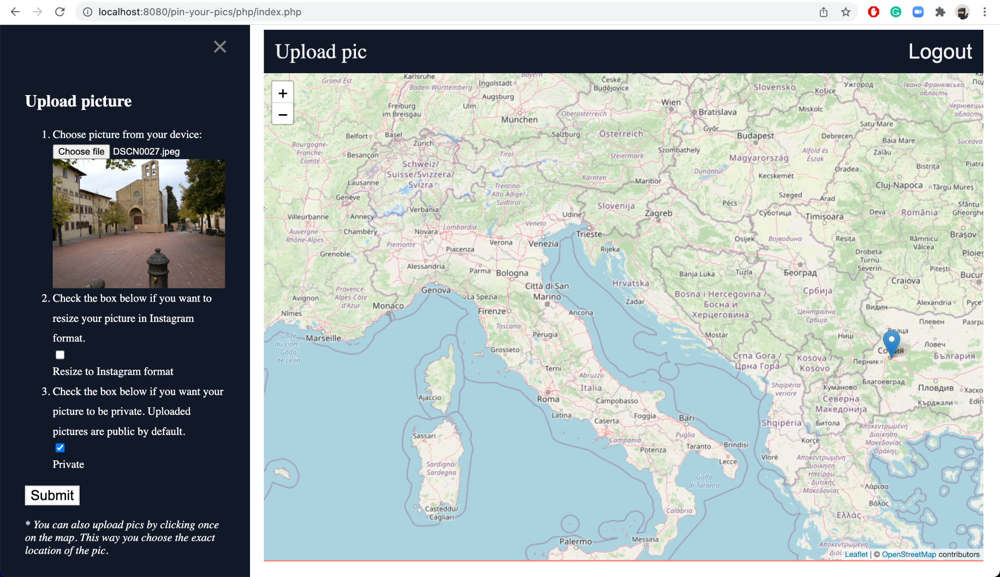 localhost:8080/pin-your-pics/php/index.php
Upload picture
1. Choose picture from your device:
Choose file DSCN0027.jpeg
2. Check the box below if you want to
resize your picture in Instagram
format.
Resize to Instagram format
3. Check the box below if you want your
picture to be private. Uploaded
pictures are public by default.
Private
Submit
* You can also upload pics by clicking once
on the map. This way you choose the exact
location of the pic.
Upload pic
Logout
+
−
Grand Est
Karlsruhe
Baden-Württemberg
Ingolstadt
Bayern
Augsburg
České
Budějovice
Slovensko
Košice
Ужгород
Івано-Франківська
область
Freiburg
im Breisgau
Ulm
München
Oberösterreich
Wien
Bratislava
Miskolc
Satu Mare
Belfort
Basel
Zürich
Salzburg
Österreich
Győr
Budapest
Debrecen
Baia Mare
Suceava
Bourgogne-
Franche-
Comté
Besançon
Tirol
Steiermark
Szombathely
Magyarország
Alföld és
Észak
Zalău
Schweiz/
Suisse/Svizzera/
Svizra
Lausanne
Kärnten
Maribor
Dunántúl
Kecskemét
Oradea
Bistrița
Trentino-
Alto Adige/
Südtirol
Cluj-Napoca
Târgu Mureș
Genève
Slovenija
Pécs
Szeged
Arad
Sfântu
Gheorghe
Villeurbanne
Annecy
Verbania
Udine
Zagreb
Суботица
Timișoara
Deva
România
Auvergne-
Rhône-Alpes
Chambéry
Novara
Lombardia
Veneto
Trieste
Osijek
Војводина
Reșița
Râmnicu
Vâlcea
Brașov
Piemonte
Verona
Venezia
Rijeka
Grenoble
Piacenza
Drobeta-
Turnu
Severin
Alessandria
Parma
Bologna
Banja Luka
Tuzla
Београд
Pitești
Craiova
Genova
La Spezia
Città di San
Marino
Hrvatska
Bosna i Hercegovina /
Босна и
Херцеговина
Србија
Avignon
Provence-
Alpes-Côte
d'Azur
Monaco
Firenze
Zadar
Видин
Alexandria
Nîmes
Ancona
Централна
Србија
Плевен
Toscana
Marseille
Perugia
Mostar
Ниш
Golfe
du Lion /
Golfo
de León
Grosseto
Crna Gora /
Црна Гора
Kosova /
Kosovo
Ловеч
Перник
България
Terni
Abruzzo
Italia
Shqipëria
veriore
Куманово
Благоевград
Пловдив
Ajaccio
Roma
Campobasso
Северна
Македонија
Кърджали
Latina
Caserta
Foggia
Bari
Shqipëria
Битола
Αποκεντρωμένη
Διοίκηση
Μακεδονίας
- Θράκης
Sassari
Campania
Puglia
Potenza
Taranto
Brindisi
Korçë
Lecce
Vlorë
Αποκεντρωμένη
Διοίκηση
Ηπείρου
- Δυτικής
Μακεδονίας
Sardigna/
Sardegna
Golfo
di Taranto
Λάρισα
Βόλος
Casteddu/
Cagliari
Calabria
Ελλάς
Palermo
Messina
Αποκεντρωμένη
Leaflet | © OpenStreetMap contributors